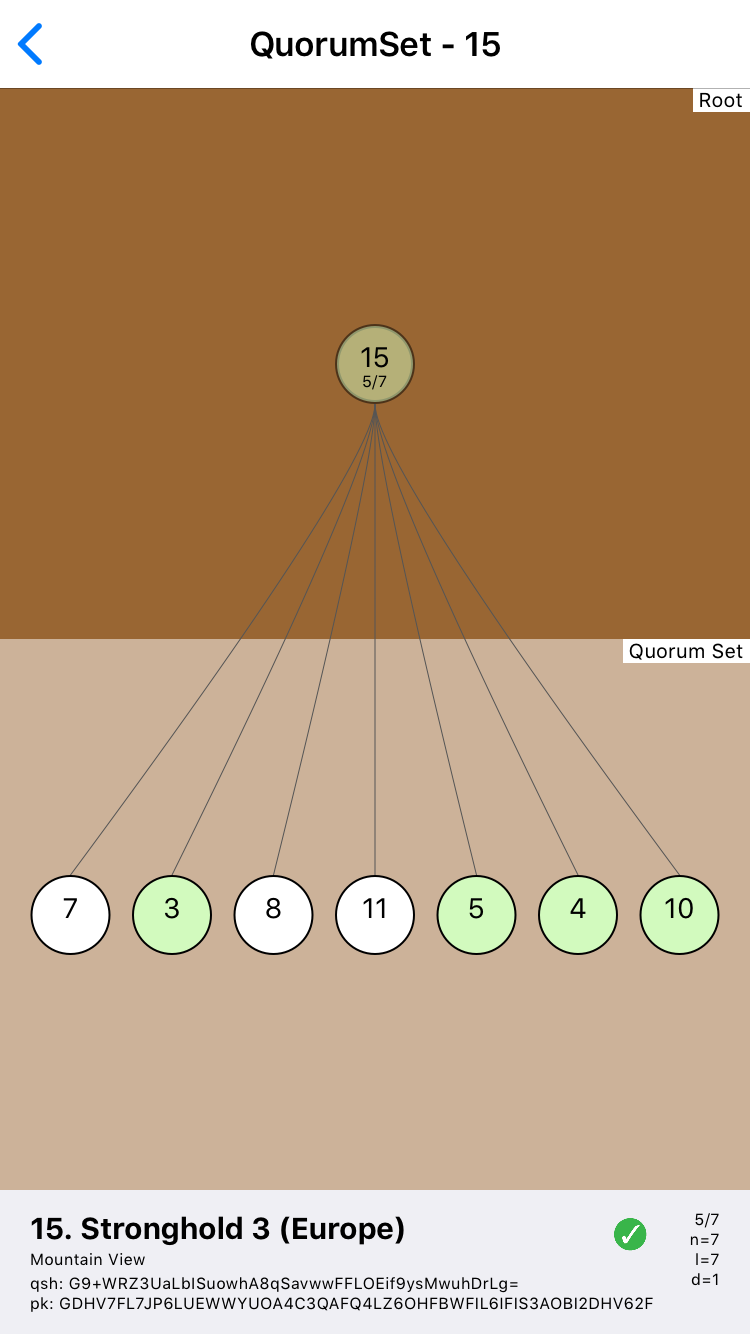 QuorumSet - 15
Root
15
5/7
Quorum Set
7 3 8 11 5 4 10
15. Stronghold 3 (Europe)
5/7
Mountain View
n=7
qsh: G9+WRZ3UaLbISuowhA8qSavwwFFLOEif9ysMwuhDrLg=
l=7
pk: GDHV7FL7JP6LUEWWYUOA4C3QAFQ4LZ6OHFBWFIL6IFIS3AOBI2DHV62F
d=1